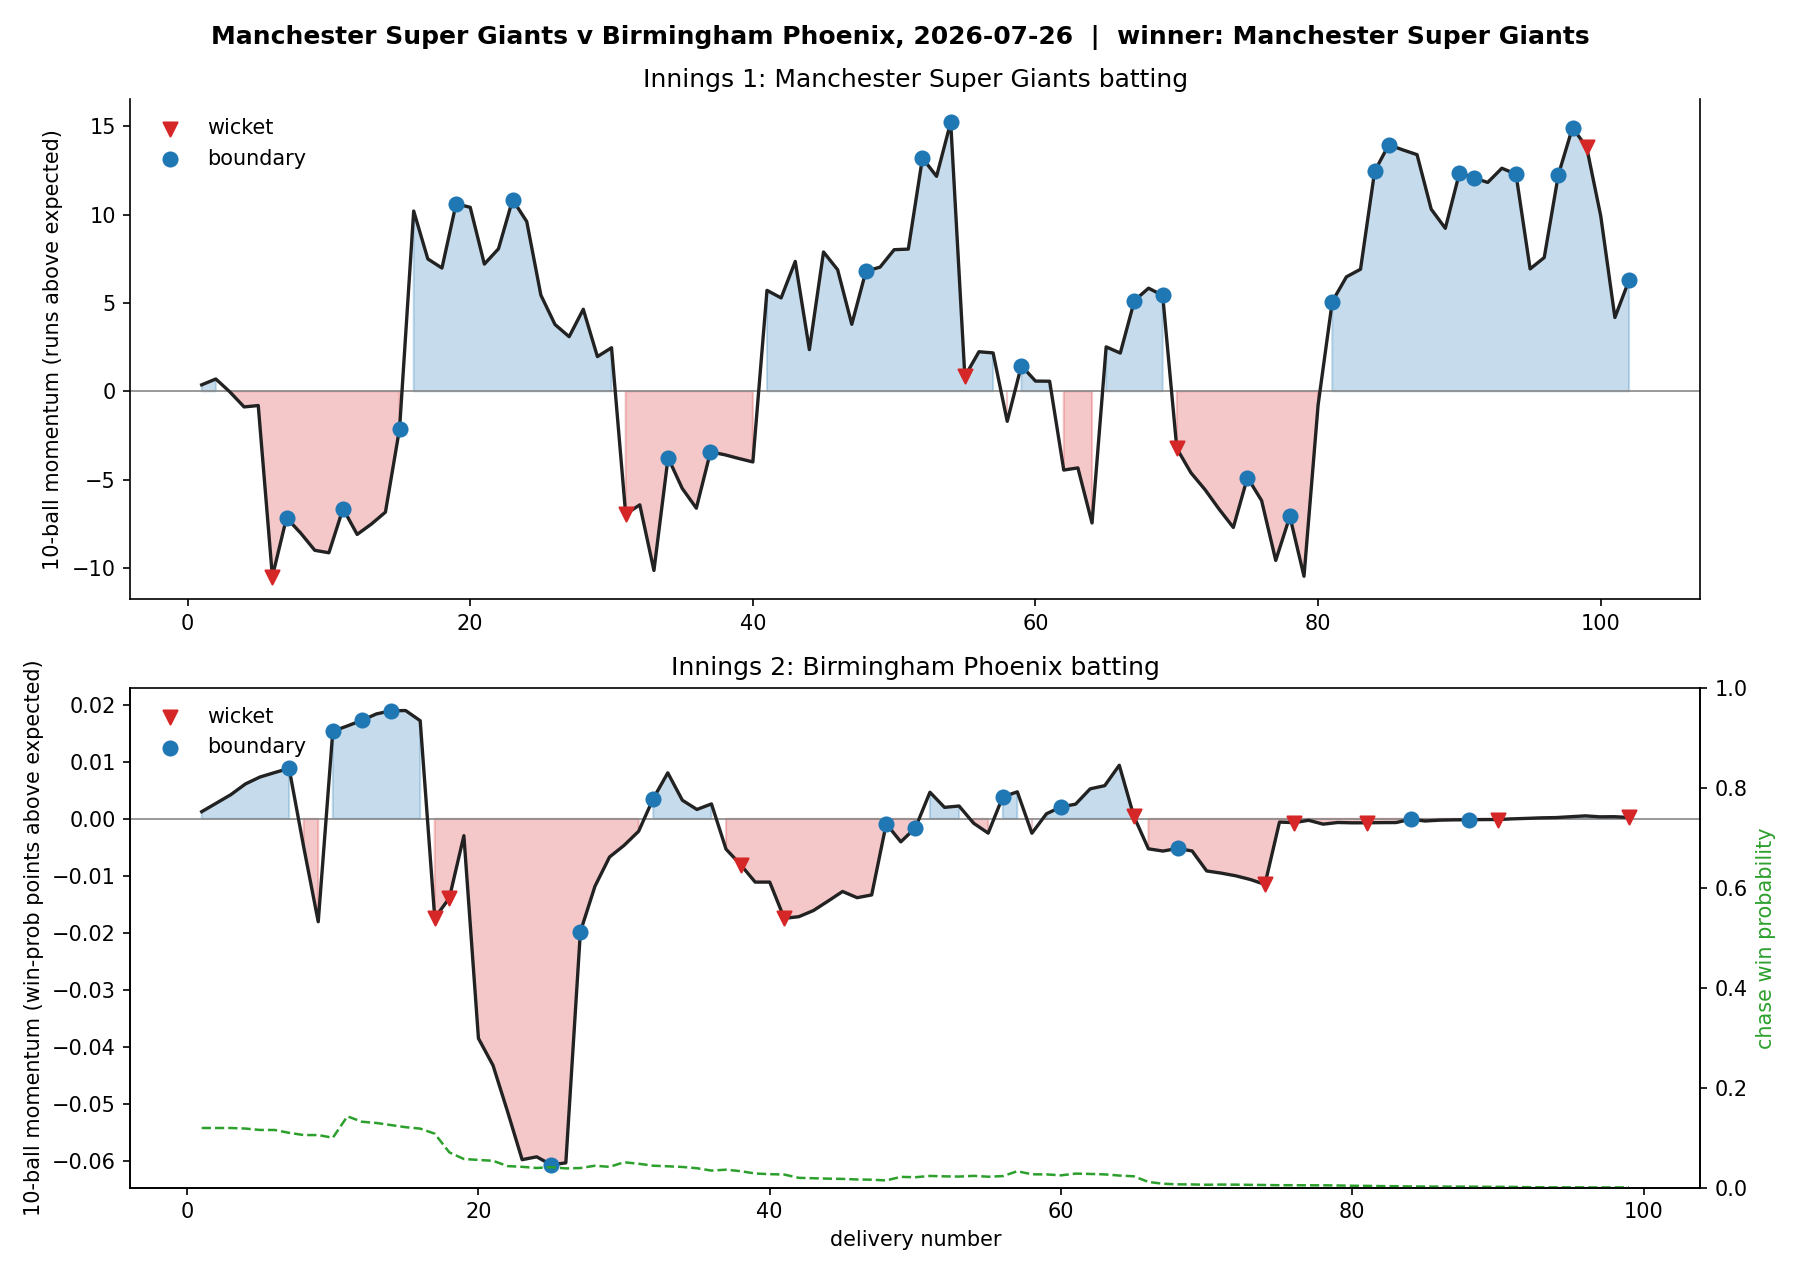 Manchester Super Giants v Birmingham Phoenix, 2026-07-26 | winner: Manchester Super Giants
Innings 1: Manchester Super Giants batting
10-ball momentum (runs above expected)
15
10
5
0
−5
−10
wicket
boundary
0 20 40 60 80 100
Innings 2: Birmingham Phoenix batting
10-ball momentum (win-prob points above expected)
0.02
0.01
0.00
−0.01
−0.02
−0.03
−0.04
−0.05
−0.06
wicket
boundary
1.0
0.8
0.6
0.4
0.2
0.0
chase win probability
0 20 40 60 80 100
delivery number